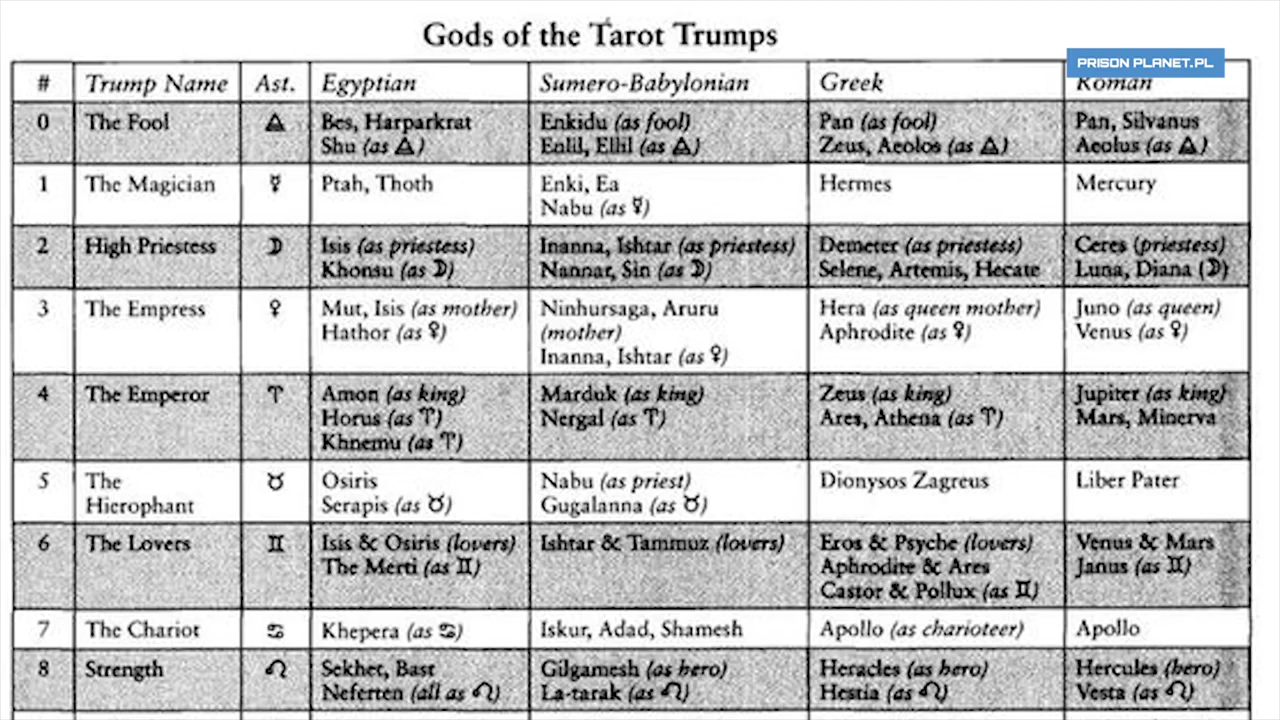 Gods of the Tarot Trumps
PRISON PLANET.PL
# Trump Name Ast. Egyptian Sumero-Babylonian Greek Roman
0 The Fool 🜁 Bes, Harparkrat Enkidu (as fool) Pan (as fool) Pan, Silvanus
Shu (as 🜁) Enlil, Ellil (as 🜁) Zeus, Aeolos (as 🜁) Aeolus (as 🜁)
1 The Magician ☿ Ptah, Thoth Enki, Ea Hermes Mercury
Nabu (as ☿)
2 High Priestess ☽ Isis (as priestess) Inanna, Ishtar (as priestess) Demeter (as priestess) Ceres (priestess)
Khonsu (as ☽) Nannar, Sin (as ☽) Selene, Artemis, Hecate Luna, Diana (☽)
3 The Empress ♀ Mut, Isis (as mother) Ninhursaga, Aruru Hera (as queen mother) Juno (as queen)
Hathor (as ♀) (mother) Aphrodite (as ♀) Venus (as ♀)
Inanna, Ishtar (as ♀)
4 The Emperor ♈ Amon (as king) Marduk (as king) Zeus (as king) Jupiter (as king)
Horus (as ♈) Nergal (as ♈) Ares, Athena (as ♈) Mars, Minerva
Khnemu (as ♈)
5 The ♉ Osiris Nabu (as priest) Dionysos Zagreus Liber Pater
Hierophant Serapis (as ♉) Gugalanna (as ♉)
6 The Lovers ♊ Isis & Osiris (lovers) Ishtar & Tammuz (lovers) Eros & Psyche (lovers) Venus & Mars
The Merti (as ♊) Aphrodite & Ares Janus (as ♊)
Castor & Pollux (as ♊)
7 The Chariot ♋ Khepera (as ♋) Iskur, Adad, Shamesh Apollo (as charioteer) Apollo
8 Strength ♌ Sekhet, Bast Gilgamesh (as hero) Heracles (as hero) Hercules (hero)
Neferten (all as ♌) La-tarak (as ♌) Hestia (as ♌) Vesta (as ♌)